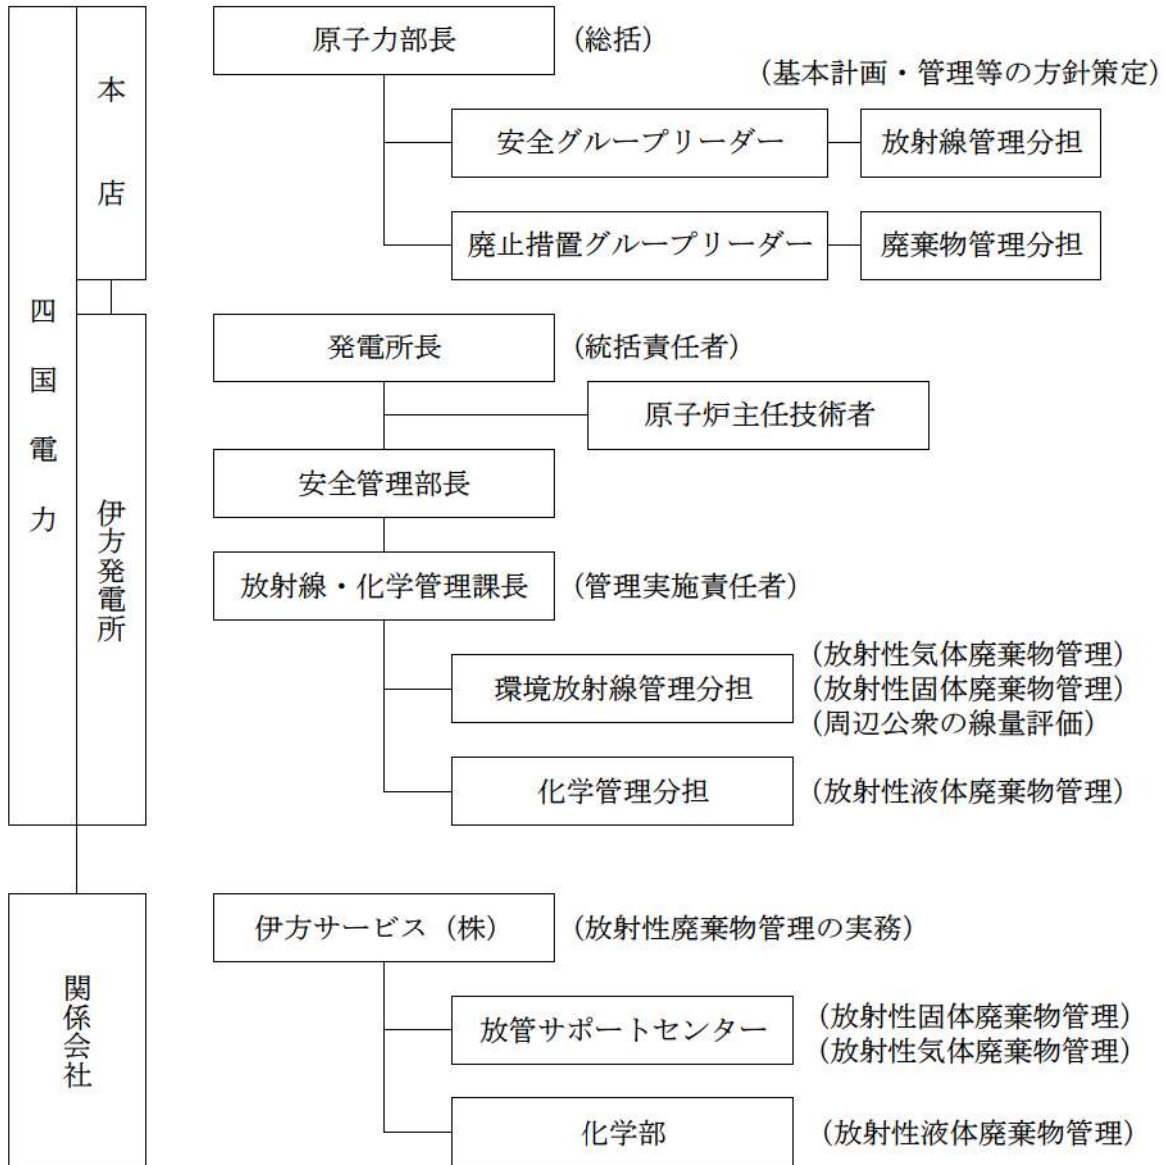 四国電力
本店
原子力部長
(総括)
(基本計画・管理等の方針策定)
安全グループリーダー
放射線管理分担
廃止措置グループリーダー
廃棄物管理分担
伊方発電所
発電所長
(統括責任者)
原子炉主任技術者
安全管理部長
放射線・化学管理課長
(管理実施責任者)
環境放射線管理分担
(放射性気体廃棄物管理)
(放射性固体廃棄物管理)
(周辺公衆の線量評価)
化学管理分担
(放射性液体廃棄物管理)
関係会社
伊方サービス(株)
(放射性廃棄物管理の実務)
放管サポートセンター
(放射性固体廃棄物管理)
(放射性気体廃棄物管理)
化学部
(放射性液体廃棄物管理)